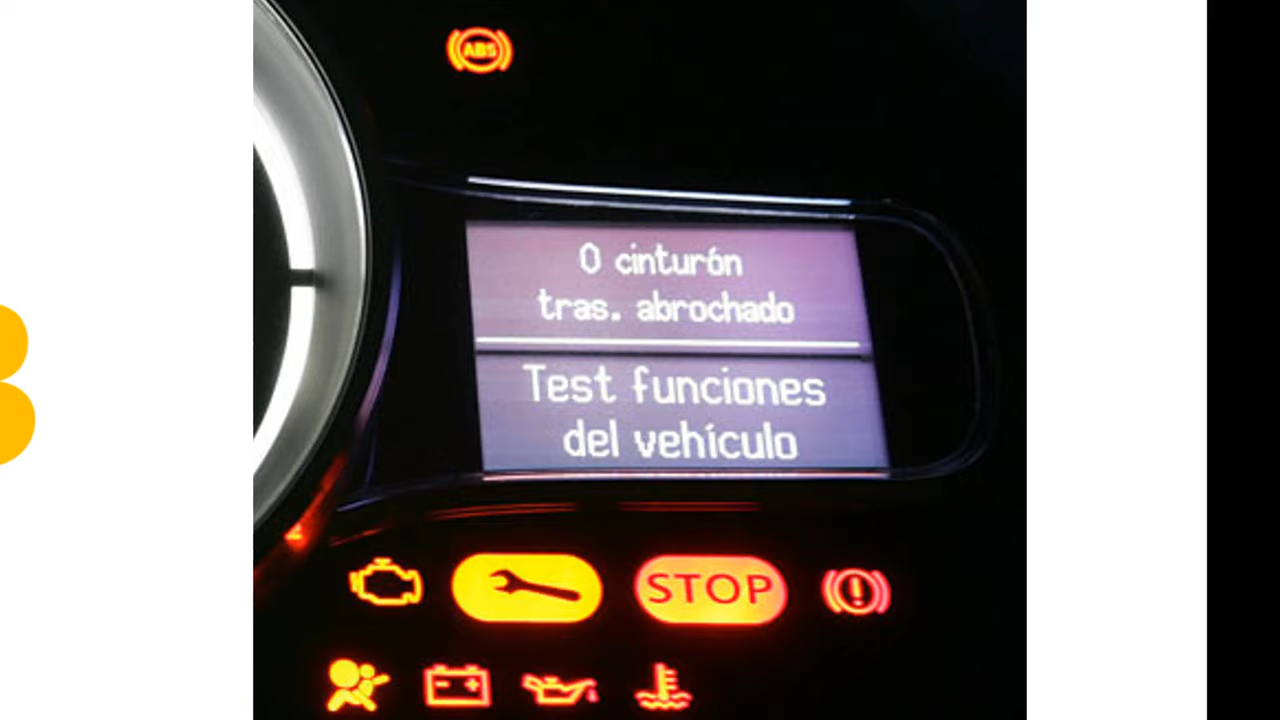 ABS
0 cinturón
tras. abrochado
Test funciones
del vehículo
STOP